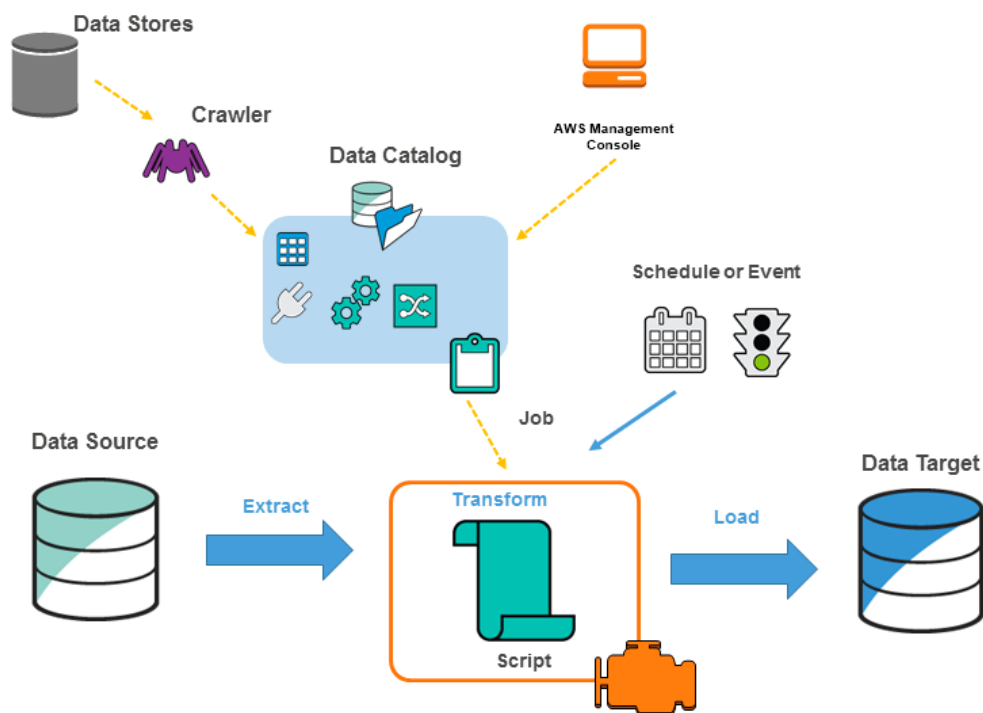 Data Stores
Crawler
AWS Management
Console
Data Catalog
Schedule or Event
Job
Data Source
Data Target
Extract
Transform
Load
Script